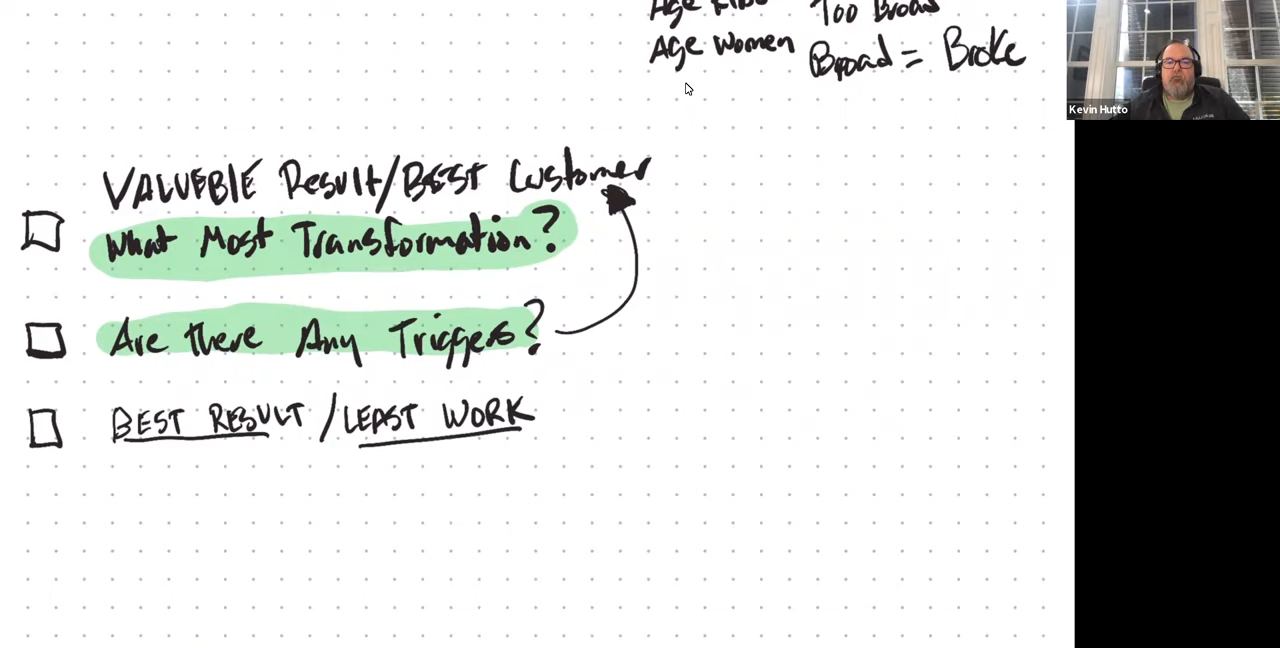 Age
Too Broad
Age Women
Broad = Broke
Kevin Hutto
VALUEBLE Result/BEST Customer
What Most Transformation?
Are there Any Triggers?
BEST RESULT / LEAST WORK